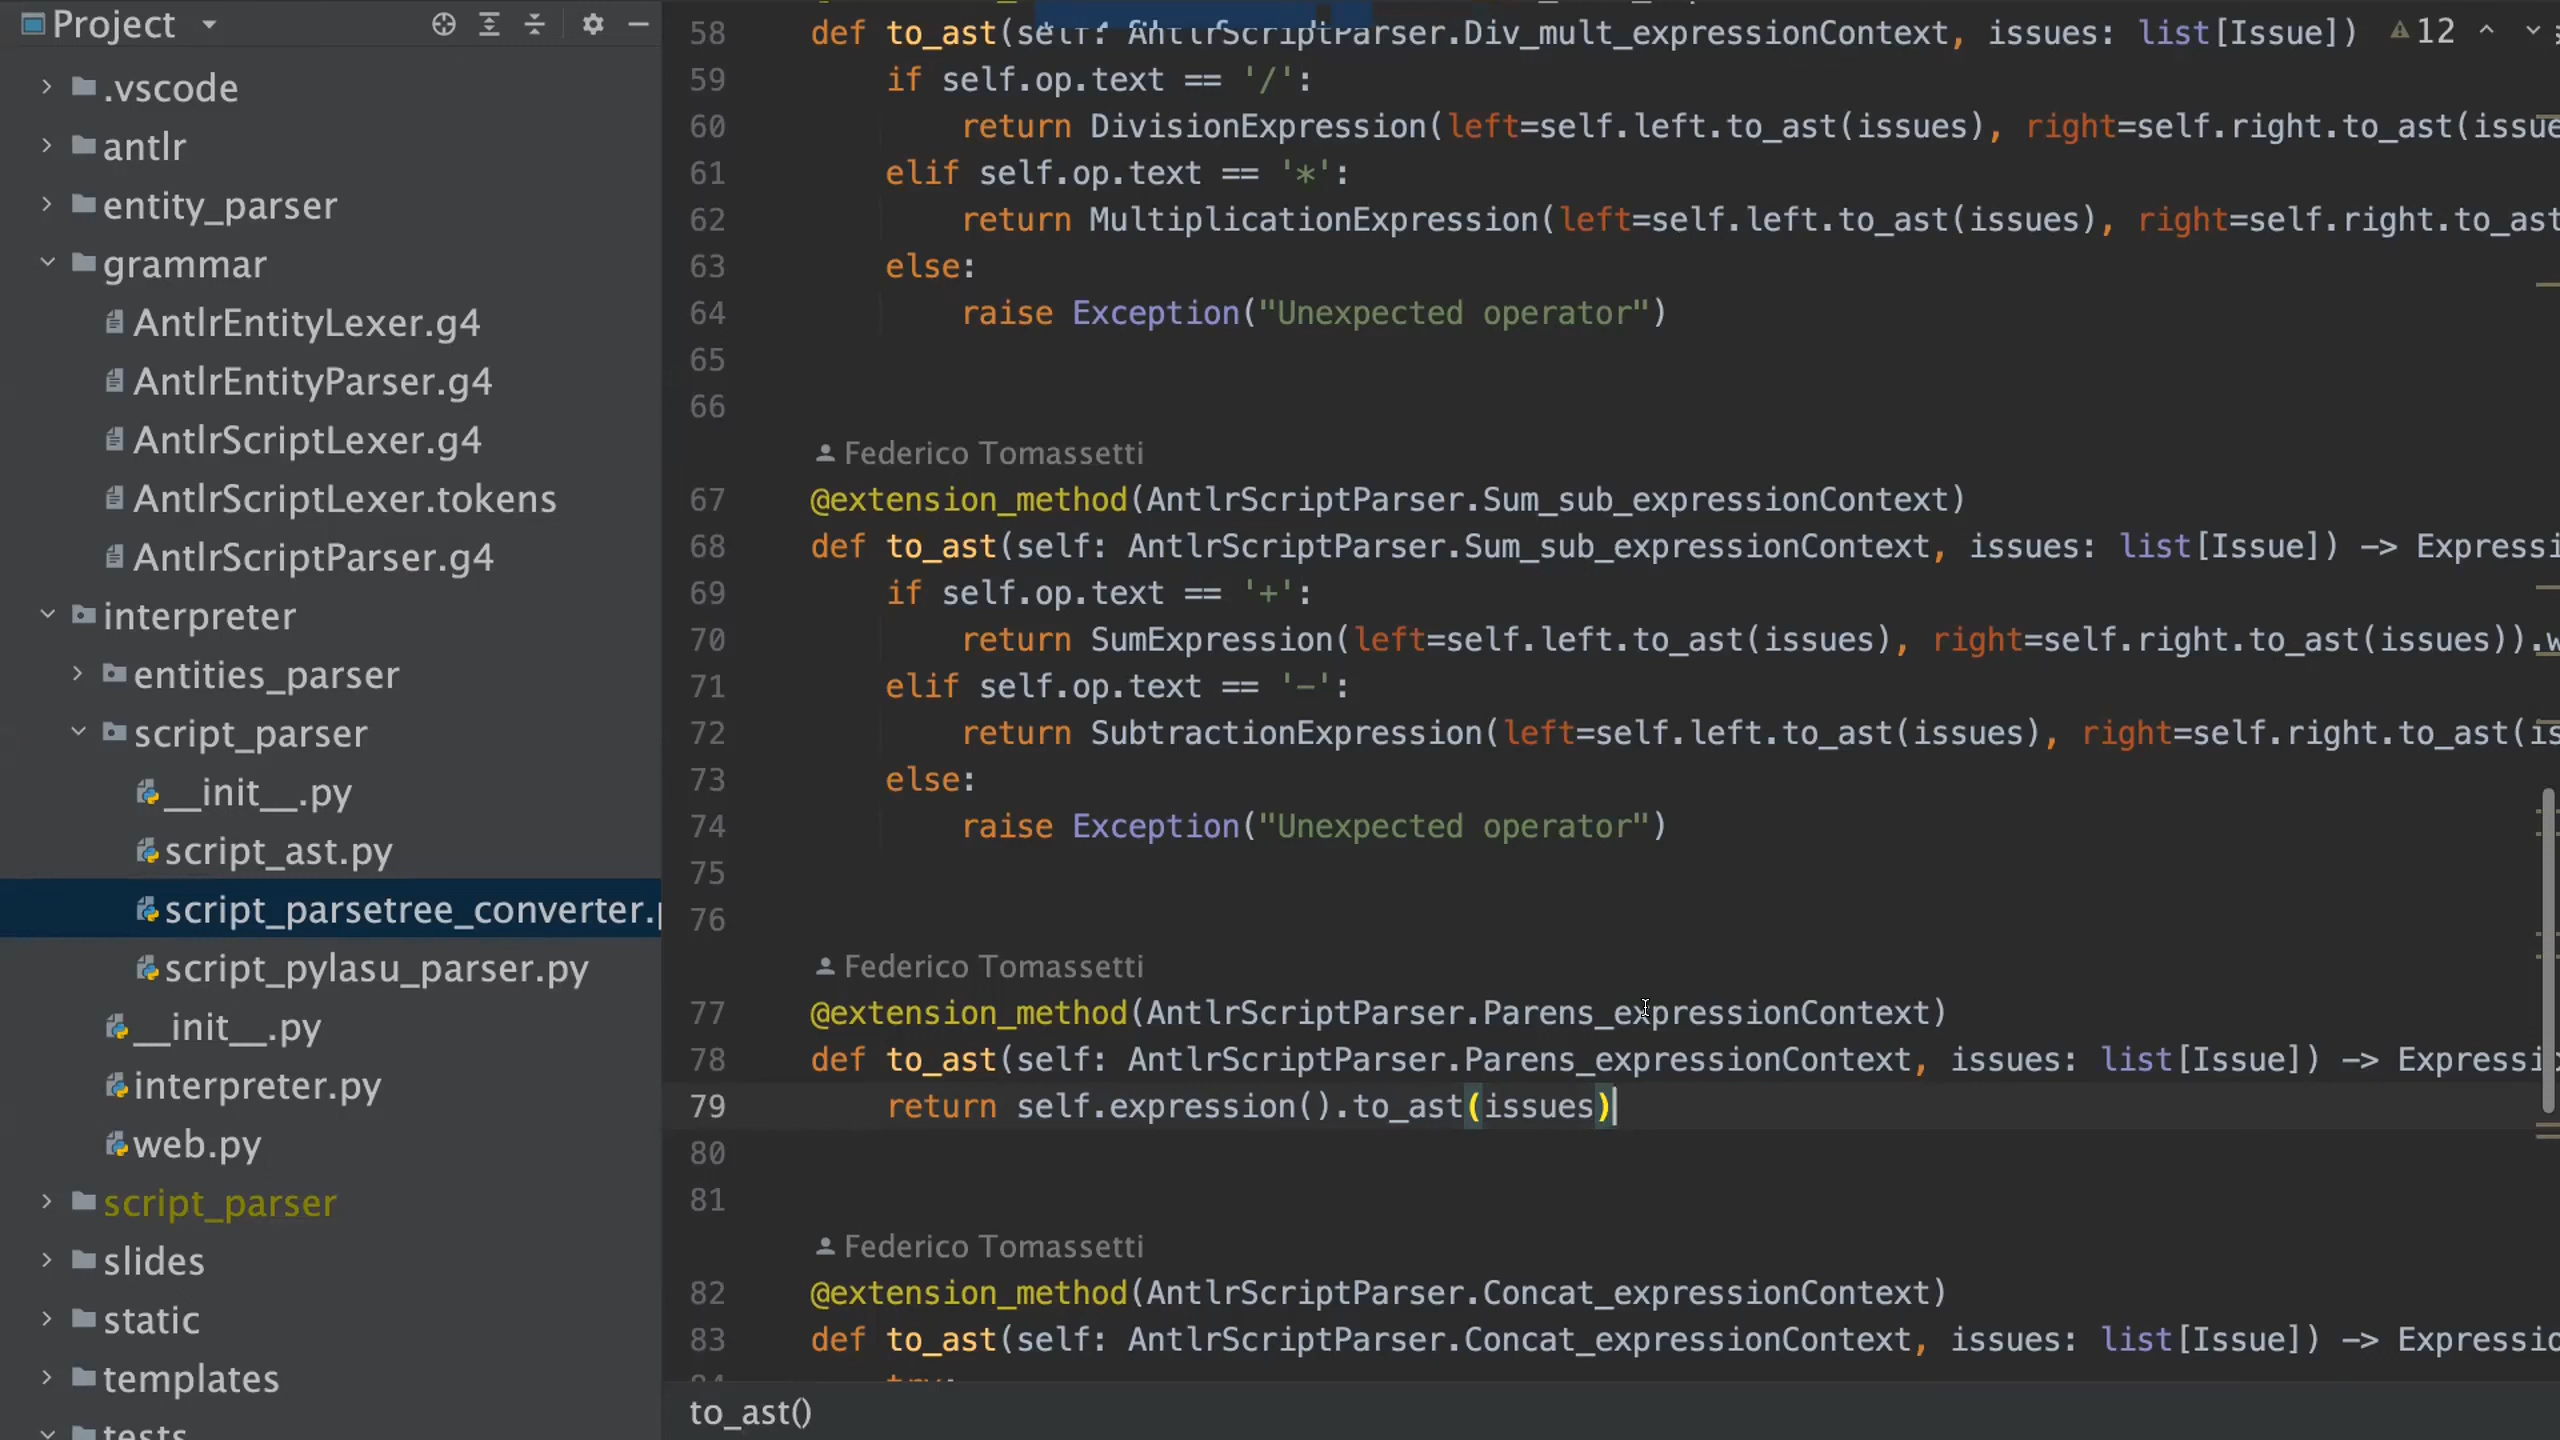 Project
.vscode
antlr
entity_parser
grammar
AntlrEntityLexer.g4
AntlrEntityParser.g4
AntlrScriptLexer.g4
AntlrScriptLexer.tokens
AntlrScriptParser.g4
interpreter
entities_parser
script_parser
__init__.py
script_ast.py
script_parsetree_converter.
script_pylasu_parser.py
__init__.py
interpreter.py
web.py
script_parser
slides
static
templates
tests
58 def to_ast(self: AntlrScriptParser.Div_mult_expressionContext, issues: list[Issue]) 12
59 if self.op.text == '/':
60 return DivisionExpression(left=self.left.to_ast(issues), right=self.right.to_ast(issue
61 elif self.op.text == '*':
62 return MultiplicationExpression(left=self.left.to_ast(issues), right=self.right.to_ast
63 else:
64 raise Exception("Unexpected operator")
65
66
Federico Tomassetti
67 @extension_method(AntlrScriptParser.Sum_sub_expressionContext)
68 def to_ast(self: AntlrScriptParser.Sum_sub_expressionContext, issues: list[Issue]) -> Expressi
69 if self.op.text == '+':
70 return SumExpression(left=self.left.to_ast(issues), right=self.right.to_ast(issues)).w
71 elif self.op.text == '-':
72 return SubtractionExpression(left=self.left.to_ast(issues), right=self.right.to_ast(is
73 else:
74 raise Exception("Unexpected operator")
75
76
Federico Tomassetti
77 @extension_method(AntlrScriptParser.Parens_expressionContext)
78 def to_ast(self: AntlrScriptParser.Parens_expressionContext, issues: list[Issue]) -> Expressi
79 return self.expression().to_ast(issues)
80
81
Federico Tomassetti
82 @extension_method(AntlrScriptParser.Concat_expressionContext)
83 def to_ast(self: AntlrScriptParser.Concat_expressionContext, issues: list[Issue]) -> Expressio
84 try:
to_ast()